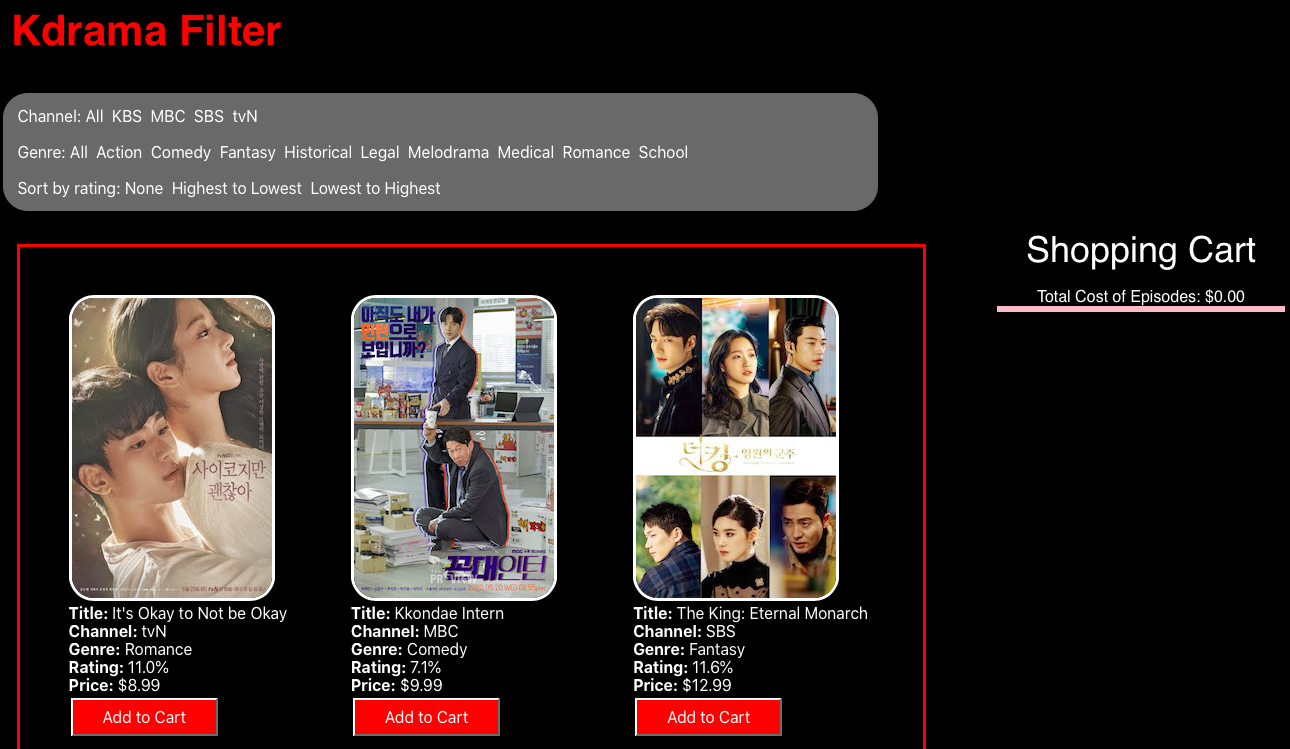 Kdrama Filter
Channel: All KBS MBC SBS tvN
Genre: All Action Comedy Fantasy Historical Legal Melodrama Medical Romance School
Sort by rating: None Highest to Lowest Lowest to Highest
Shopping Cart
Total Cost of Episodes: $0.00
tvN
사이코지만
괜찮아
아직도 내가
인턴으로
보입니까?
꼰대인턴
더킹
영원의 군주
Title: It's Okay to Not be Okay
Channel: tvN
Genre: Romance
Rating: 11.0%
Price: $8.99
Add to Cart
Title: Kkondae Intern
Channel: MBC
Genre: Comedy
Rating: 7.1%
Price: $9.99
Add to Cart
Title: The King: Eternal Monarch
Channel: SBS
Genre: Fantasy
Rating: 11.6%
Price: $12.99
Add to Cart